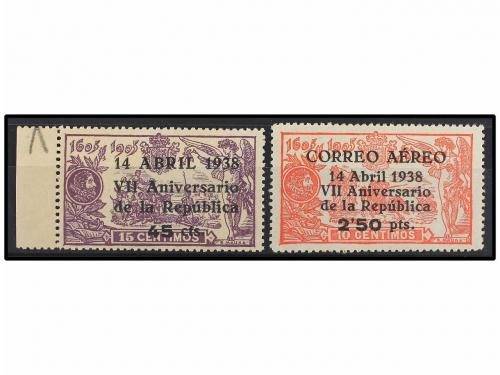 1605 1905
14 ABRIL 1938
VII Aniversario
de la República
45 cts.
15 CENTIMOS
1605 1905
CORREO AÉREO
14 Abril 1938
VII Aniversario
de la República
2'50 pts.
10 CENTIMOS